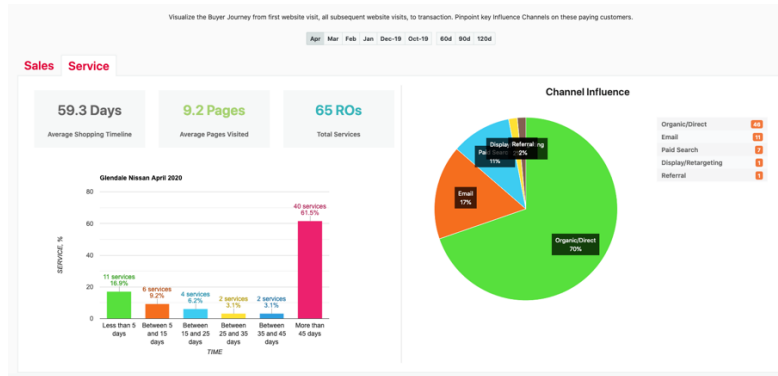 Visualize the Buyer Journey from first website visit, all subsequent website visits, to transaction. Pinpoint key Influence Channels on these paying customers.
Apr Mar Feb Jan Dec-19 Oct-19 60d 90d 120d
Sales Service
59.3 Days
Average Shopping Timeline
9.2 Pages
Average Pages Visited
65 ROs
Total Services
Glendale Nissan April 2020
SERVICE, %
80
60
40
20
0
11 services
16.9%
6 services
9.2%
4 services
6.2%
2 services
3.1%
2 services
3.1%
40 services
61.5%
Less than 5 days
Between 5 and 15 days
Between 15 and 25 days
Between 25 and 35 days
Between 35 and 45 days
More than 45 days
TIME
Channel Influence
Referral
2%
Paid Search
11%
Email
17%
Organic/Direct
70%
Organic/Direct
Email 11
Paid Search 7
Display/Retargeting 1
Referral 1